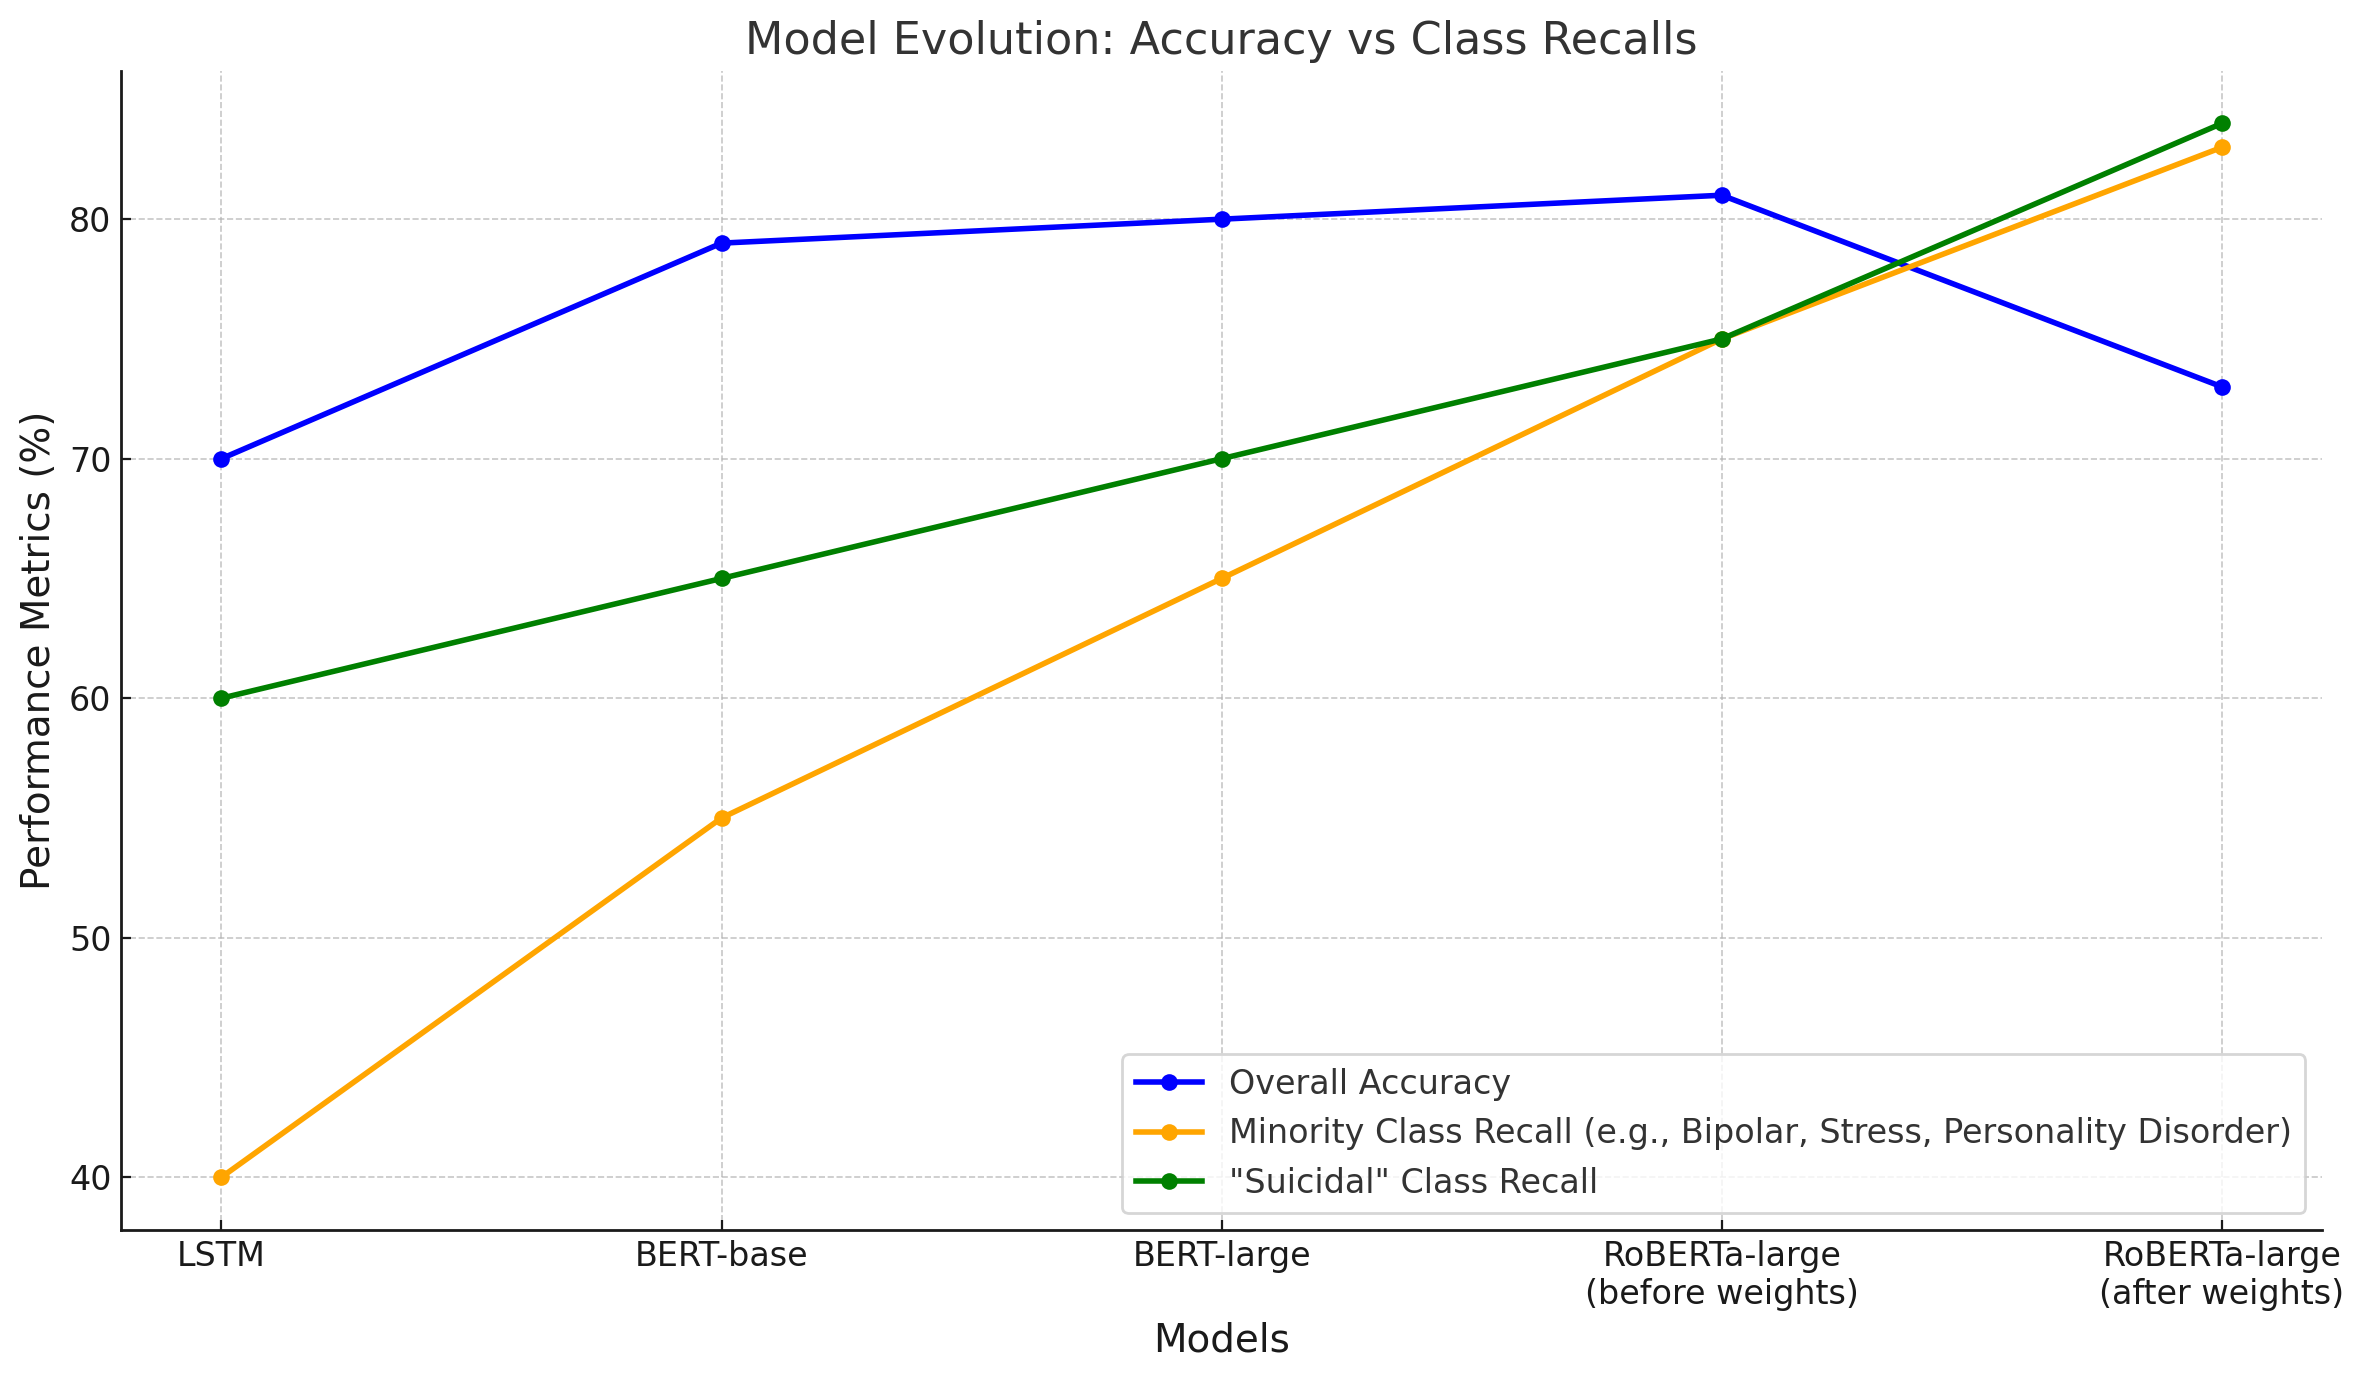 Model Evolution: Accuracy vs Class Recalls
Performance Metrics (%)
80
70
60
50
40
Overall Accuracy
Minority Class Recall (e.g., Bipolar, Stress, Personality Disorder)
"Suicidal" Class Recall
LSTM
BERT-base
BERT-large
RoBERTa-large
(before weights)
RoBERTa-large
(after weights)
Models